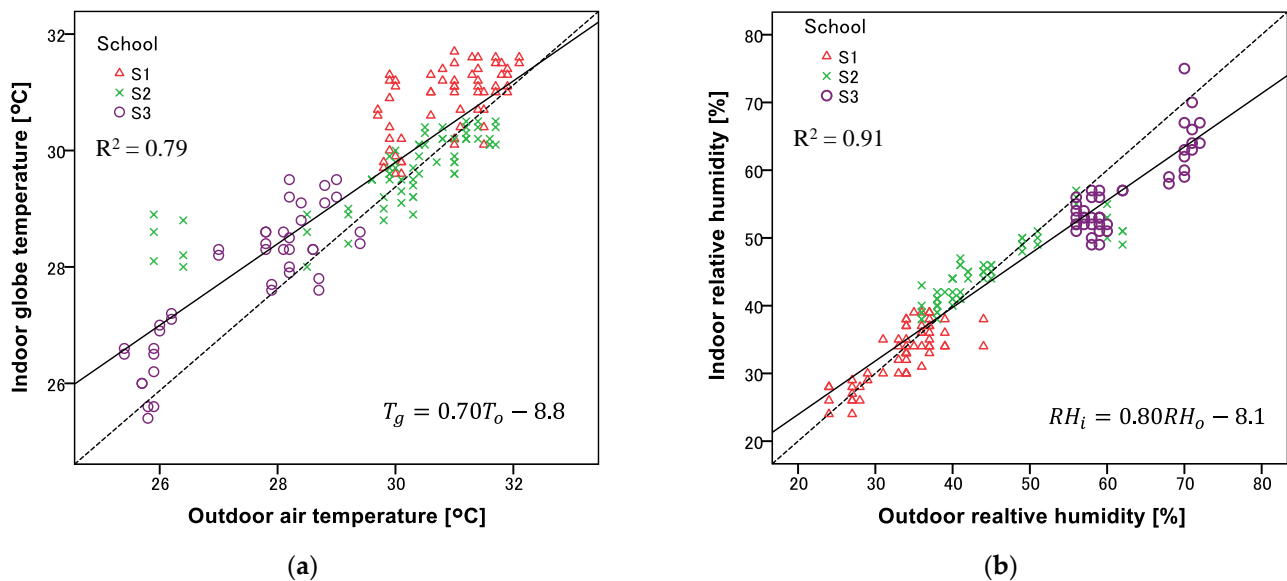 School
S1
S2
S3
R² = 0.79
T_g = 0.70T_o − 8.8
Indoor globe temperature [ºC]
32
30
28
26
26
28
30
32
Outdoor air temperature [ºC]
(a)
School
S1
S2
S3
R² = 0.91
RH_i = 0.80RH_o − 8.1
Indoor relative humidity [%]
80
70
60
50
40
30
20
20
30
40
50
60
70
80
Outdoor realtive humidity [%]
(b)